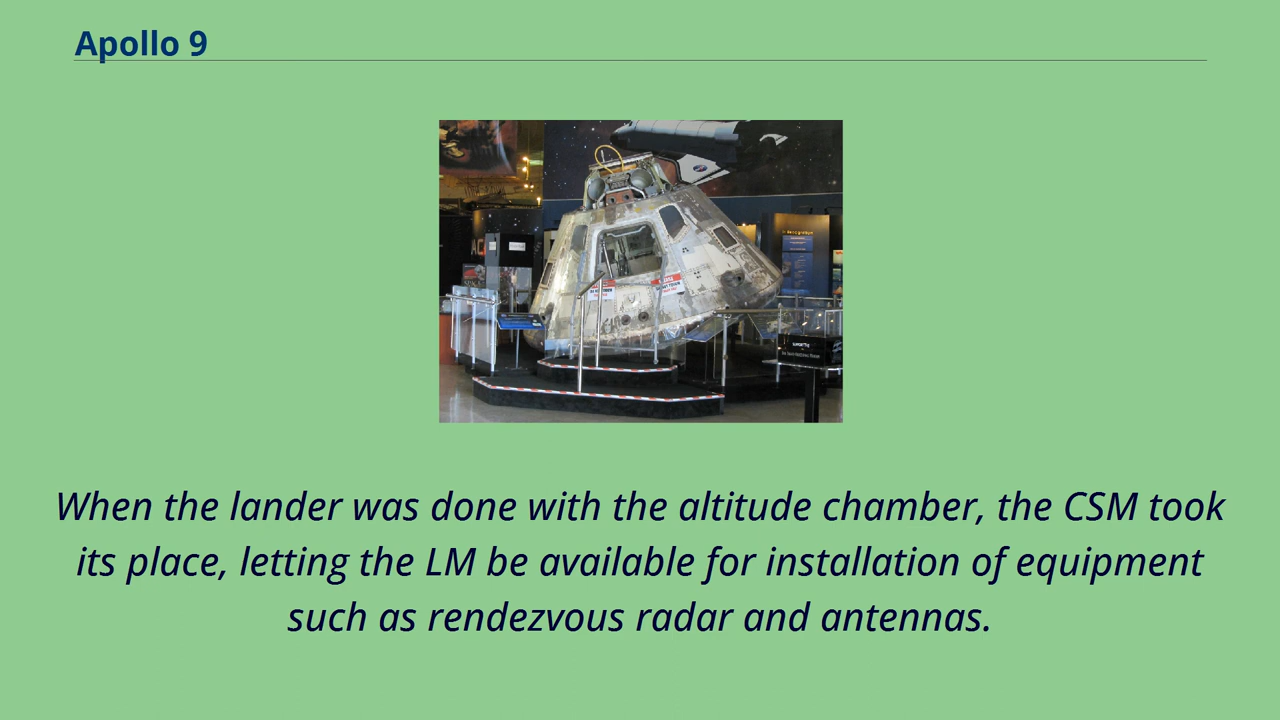 Apollo 9
When the lander was done with the altitude chamber, the CSM took
its place, letting the LM be available for installation of equipment
such as rendezvous radar and antennas.